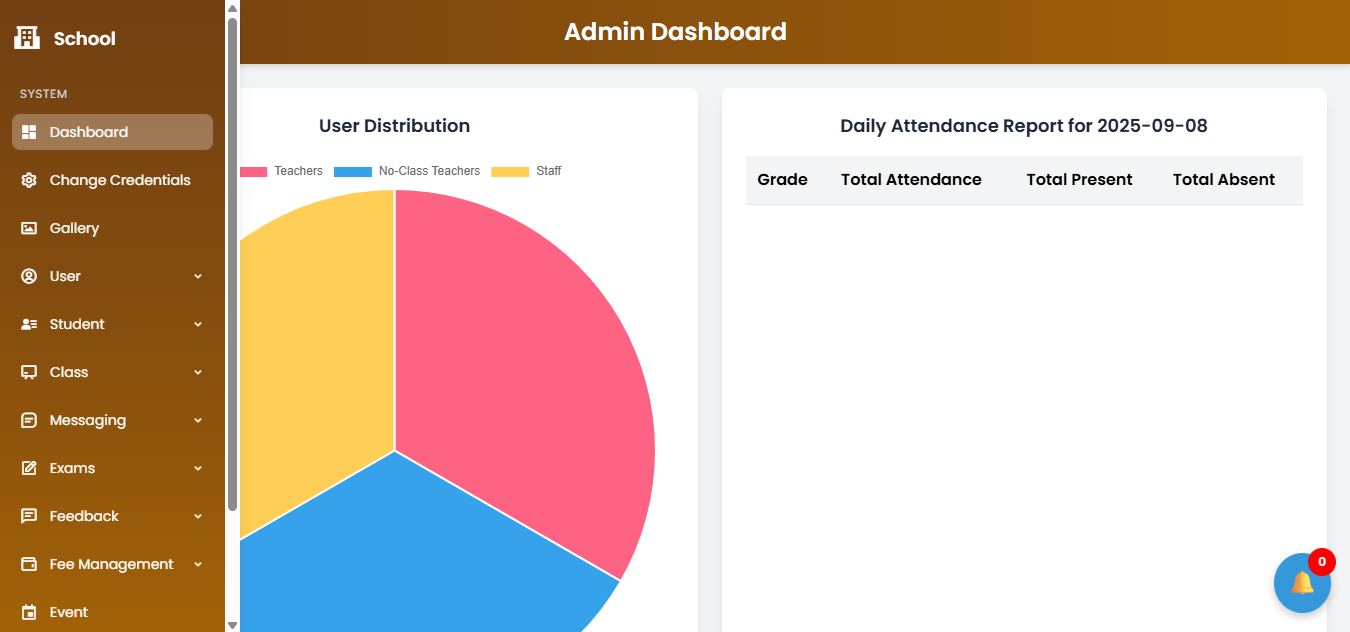 School
SYSTEM
Dashboard
Change Credentials
Gallery
User
Student
Class
Messaging
Exams
Feedback
Fee Management
Event
Admin Dashboard
User Distribution
Teachers No-Class Teachers Staff
Daily Attendance Report for 2025-09-08
Grade Total Attendance Total Present Total Absent
0